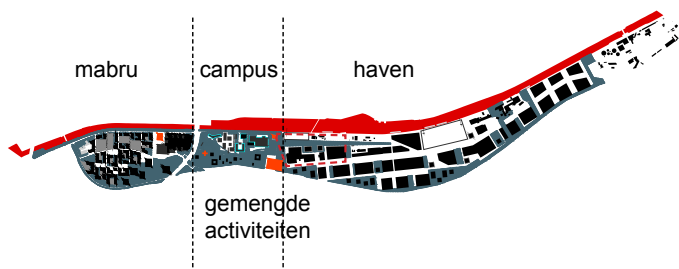 mabru
campus
haven
gemengde
activiteiten